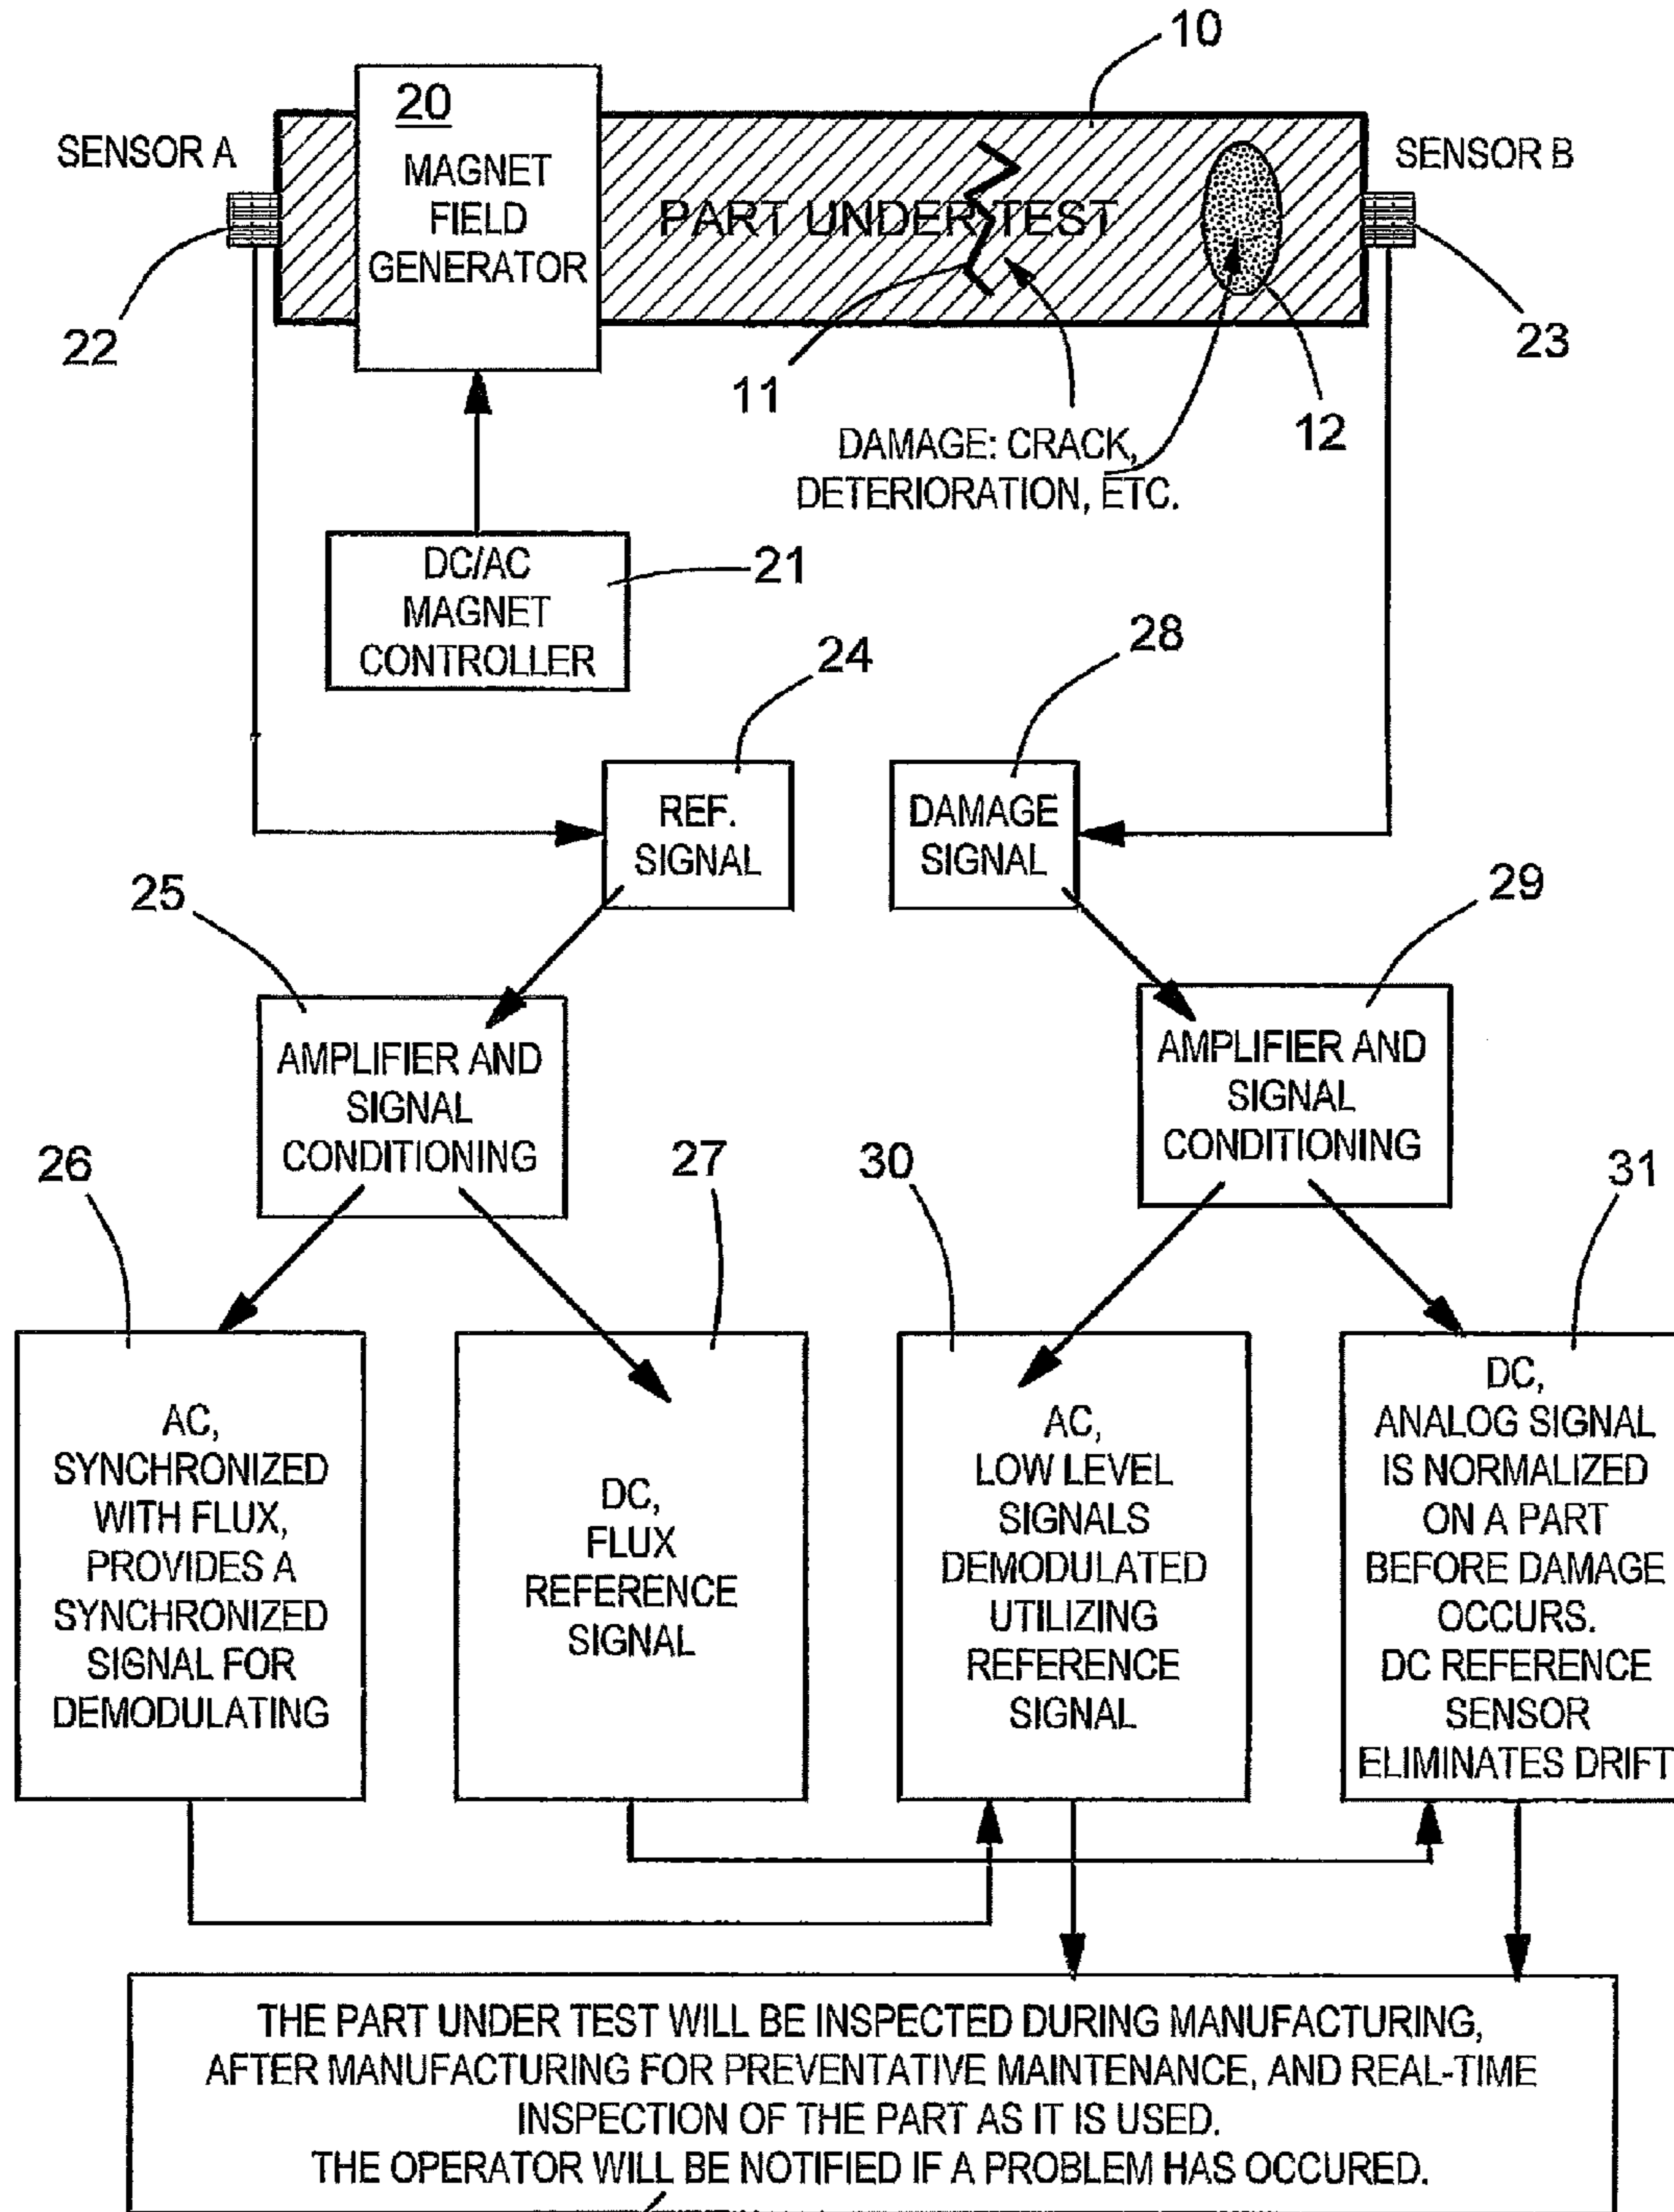 10
20
SENSOR A
MAGNET
FIELD
GENERATOR
PART UNDER TEST
SENSOR B
22
23
11
12
DAMAGE: CRACK,
DETERIORATION, ETC.
DC/AC
MAGNET
CONTROLLER
21
24
28
REF.
SIGNAL
DAMAGE
SIGNAL
25
29
AMPLIFIER AND
SIGNAL
CONDITIONING
AMPLIFIER AND
SIGNAL
CONDITIONING
26
27
30
31
AC,
SYNCHRONIZED
WITH FLUX,
PROVIDES A
SYNCHRONIZED
SIGNAL FOR
DEMODULATING
DC,
FLUX
REFERENCE
SIGNAL
AC,
LOW LEVEL
SIGNALS
DEMODULATED
UTILIZING
REFERENCE
SIGNAL
DC,
ANALOG SIGNAL
IS NORMALIZED
ON A PART
BEFORE DAMAGE
OCCURS.
DC REFERENCE
SENSOR
ELIMINATES DRIFT
THE PART UNDER TEST WILL BE INSPECTED DURING MANUFACTURING,
AFTER MANUFACTURING FOR PREVENTATIVE MAINTENANCE, AND REAL-TIME
INSPECTION OF THE PART AS IT IS USED.
THE OPERATOR WILL BE NOTIFIED IF A PROBLEM HAS OCCURED.